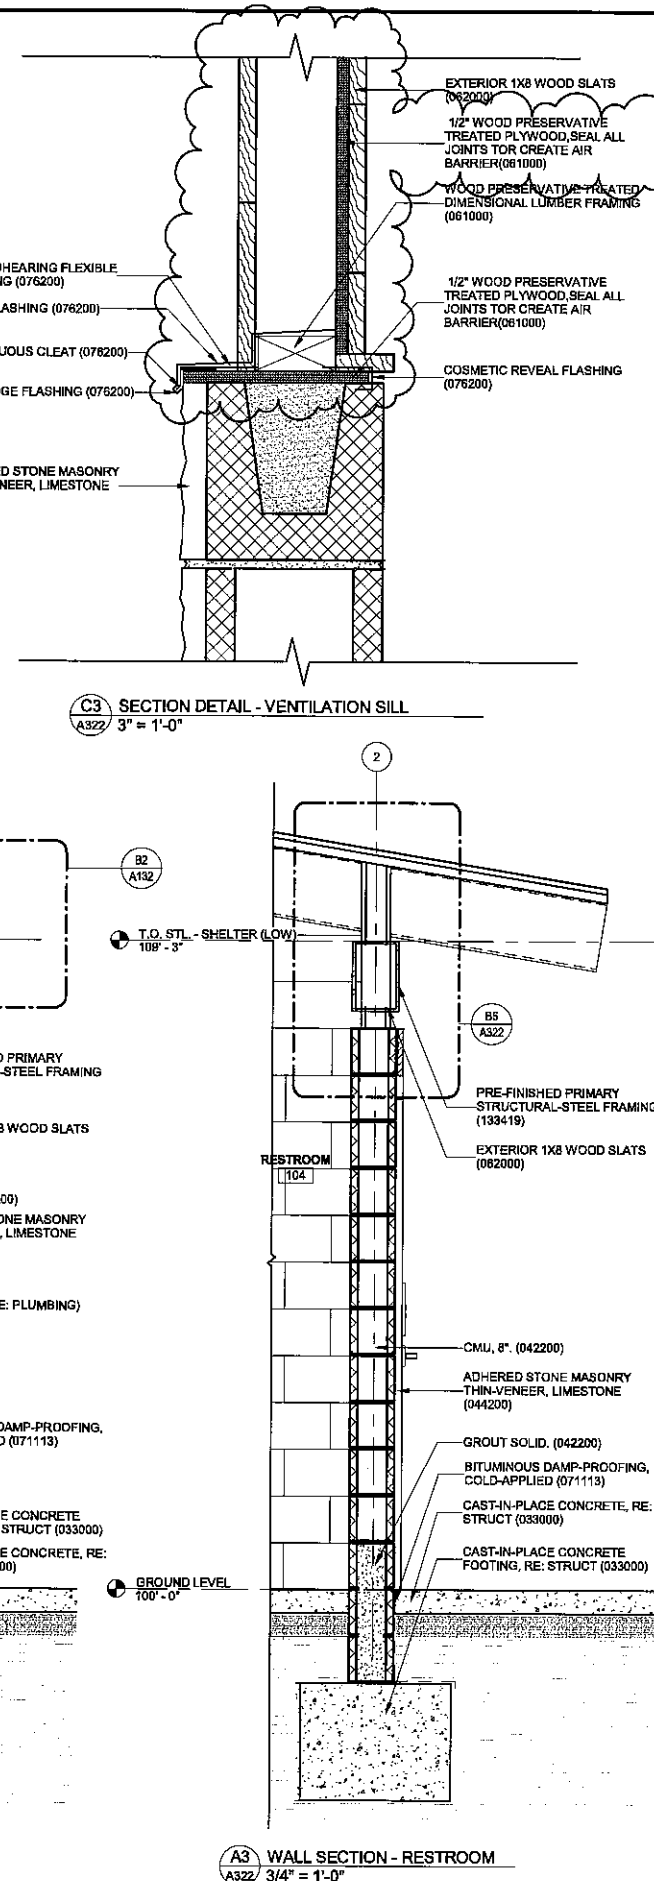 EXTERIOR 1X8 WOOD SLATS
(062000)
1/2" WOOD PRESERVATIVE
TREATED PLYWOOD,SEAL ALL
JOINTS TOR CREATE AIR
BARRIER(061000)
WOOD PRESERVATIVE TREATED
DIMENSIONAL LUMBER FRAMING
(061000)
HEARING FLEXIBLE
NG (076200)
LASHING (076200)
1/2" WOOD PRESERVATIVE
TREATED PLYWOOD,SEAL ALL
JOINTS TOR CREATE AIR
BARRIER(061000)
UOUS CLEAT (076200)
COSMETIC REVEAL FLASHING
(076200)
GE FLASHING (076200)
ED STONE MASONRY
NEER, LIMESTONE
C3 SECTION DETAIL - VENTILATION SILL
A322 3" = 1'-0"
2
B2
A132
T.O. STL. - SHELTER (LOW)
109' - 3"
B5
A322
D PRIMARY
-STEEL FRAMING
PRE-FINISHED PRIMARY
STRUCTURAL-STEEL FRAMING
(133419)
8 WOOD SLATS
EXTERIOR 1X8 WOOD SLATS
(062000)
RESTROOM
104
00)
ONE MASONRY
, LIMESTONE
E: PLUMBING)
CMU, 8". (042200)
ADHERED STONE MASONRY
THIN-VENEER, LIMESTONE
(044200)
DAMP-PROOFING,
D (071113)
GROUT SOLID. (042200)
BITUMINOUS DAMP-PROOFING,
COLD-APPLIED (071113)
E CONCRETE
STRUCT (033000)
CAST-IN-PLACE CONCRETE, RE:
STRUCT (033000)
E CONCRETE, RE:
00)
CAST-IN-PLACE CONCRETE
FOOTING, RE: STRUCT (033000)
GROUND LEVEL
100' - 0"
A3 WALL SECTION - RESTROOM
A322 3/4" = 1'-0"